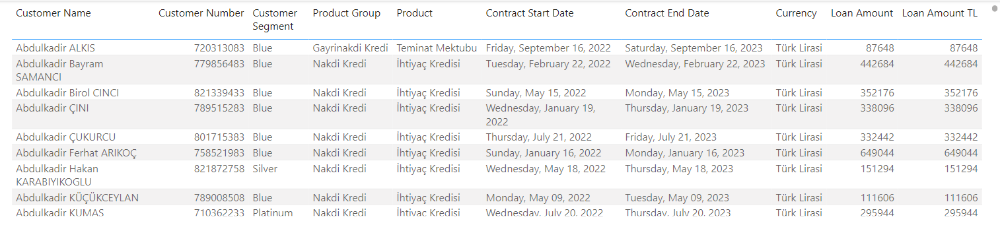 Customer Name Customer Number Customer Segment Product Group Product Contract Start Date Contract End Date Currency Loan Amount Loan Amount TL
Abdulkadir ALKIS 720313083 Blue Gayrinakdi Kredi Teminat Mektubu Friday, September 16, 2022 Saturday, September 16, 2023 Türk Lirasi 87648 87648
Abdulkadir Bayram SAMANCI 779856483 Blue Nakdi Kredi İhtiyaç Kredisi Tuesday, February 22, 2022 Wednesday, February 22, 2023 Türk Lirasi 442684 442684
Abdulkadir Birol CINCI 821339433 Blue Nakdi Kredi İhtiyaç Kredisi Sunday, May 15, 2022 Monday, May 15, 2023 Türk Lirasi 352176 352176
Abdulkadir ÇINI 789515283 Blue Nakdi Kredi İhtiyaç Kredisi Wednesday, January 19, 2022 Thursday, January 19, 2023 Türk Lirasi 338096 338096
Abdulkadir ÇUKURCU 801715383 Blue Nakdi Kredi İhtiyaç Kredisi Thursday, July 21, 2022 Friday, July 21, 2023 Türk Lirasi 332442 332442
Abdulkadir Ferhat ARIKOÇ 758521983 Blue Nakdi Kredi İhtiyaç Kredisi Sunday, January 16, 2022 Monday, January 16, 2023 Türk Lirasi 649044 649044
Abdulkadir Hakan KARABIYIKOGLU 821872758 Silver Nakdi Kredi İhtiyaç Kredisi Wednesday, May 18, 2022 Thursday, May 18, 2023 Türk Lirasi 151294 151294
Abdulkadir KÜÇÜKCEYLAN 789008508 Blue Nakdi Kredi İhtiyaç Kredisi Monday, May 09, 2022 Tuesday, May 09, 2023 Türk Lirasi 111606 111606
Abdulkadir KUMAS 710362233 Platinum Nakdi Kredi İhtiyaç Kredisi Wednesday, July 20, 2022 Thursday, July 20, 2023 Türk Lirasi 295944 295944